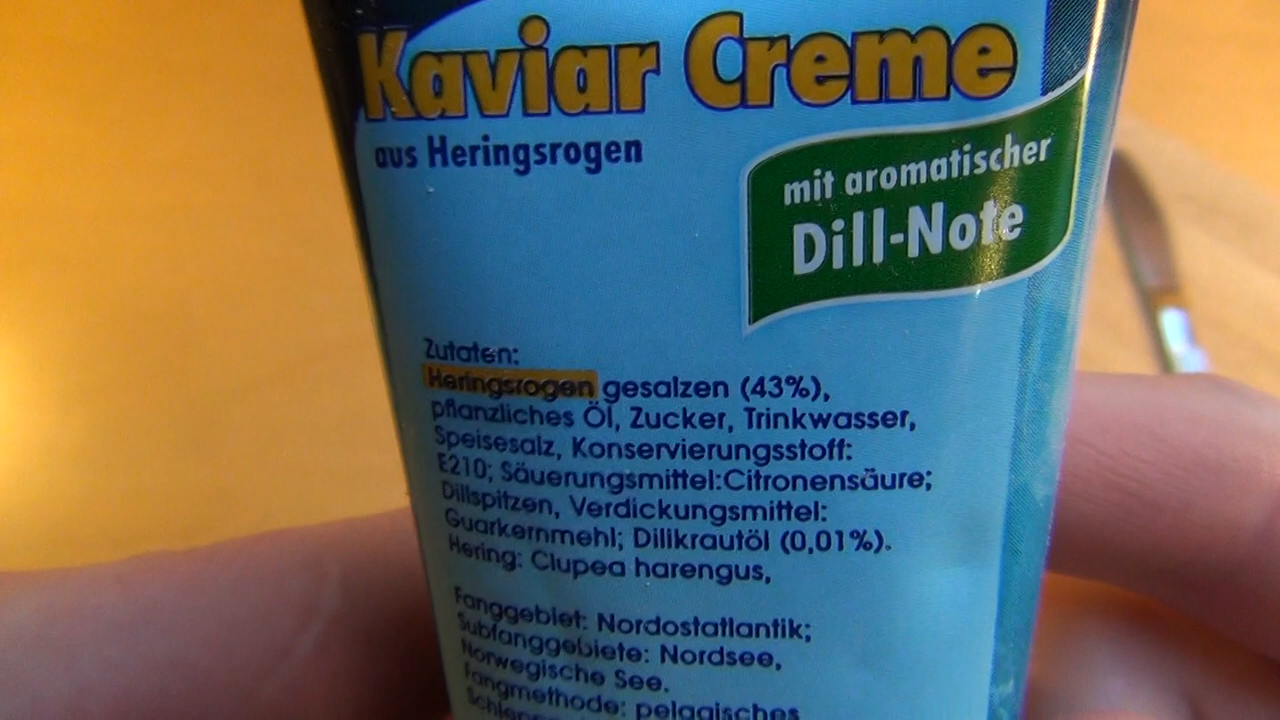 Kaviar Creme
aus Heringsrogen
mit aromatischer
Dill-Note
Zutaten:
Heringsrogen gesalzen (43%),
pflanzliches Öl, Zucker, Trinkwasser,
Speisesalz, Konservierungsstoff:
E210; Säuerungsmittel:Citronensäure;
Dillspitzen, Verdickungsmittel:
Guarkernmehl; Dilikrautöl (0,01%).
Hering: Clupea harengus,
Fanggebiet: Nordostatlantik;
Subfanggebiete: Nordsee,
Norwegische See.
Fangmethode: pelagisches